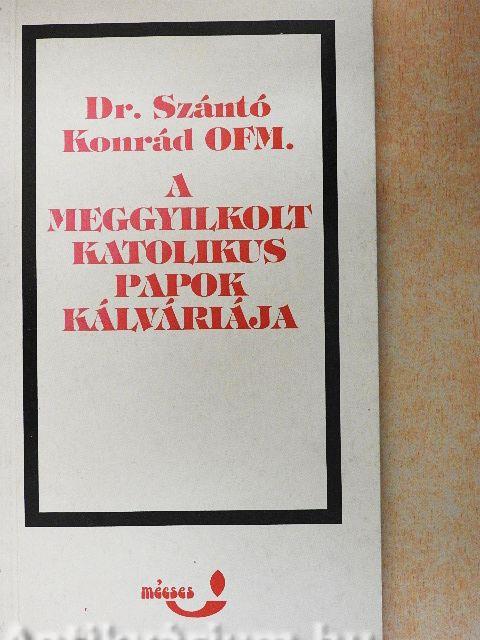 Dr. Szántó
Konrád OFM.
A
MEGGYILKOLT
KATOLIKUS
PAPOK
KÁLVÁRIÁJA
mécses